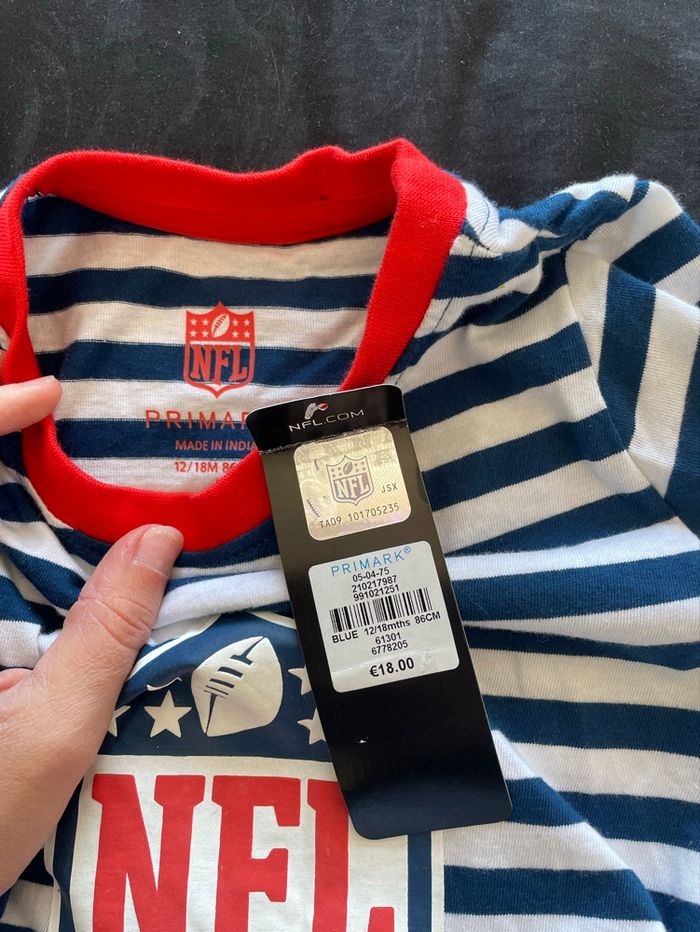 NFL
PRIMARK
MADE IN INDIA
12/18M 86
NFL.COM
NFL
JSX
TA09 101705235
PRIMARK®
05-04-75
210217987
991021251
BLUE 12/18mths 86CM
61301
6778205
€18.00
NFL